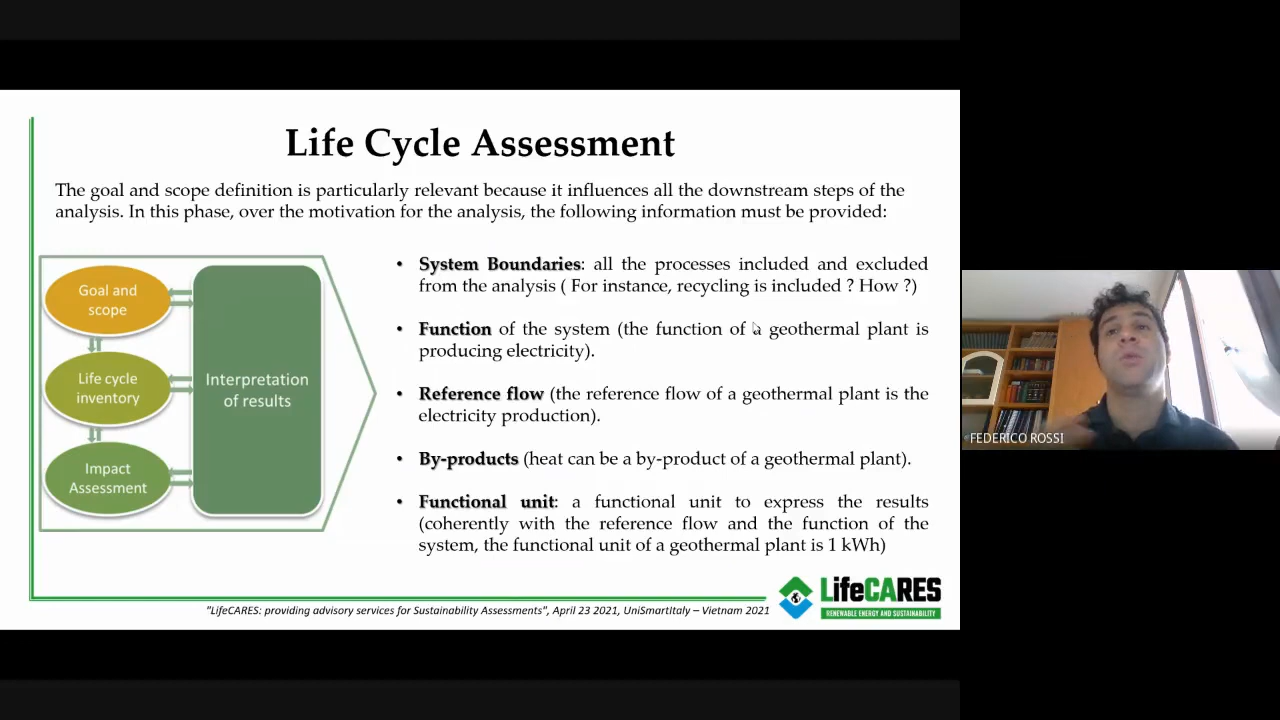 Life Cycle Assessment
The goal and scope definition is particularly relevant because it influences all the downstream steps of the
analysis. In this phase, over the motivation for the analysis, the following information must be provided:
Goal and
scope
Life cycle
inventory
Impact
Assessment
Interpretation
of results
• System Boundaries: all the processes included and excluded
from the analysis ( For instance, recycling is included ? How ?)
• Function of the system (the function of a geothermal plant is
producing electricity).
• Reference flow (the reference flow of a geothermal plant is the
electricity production).
• By-products (heat can be a by-product of a geothermal plant).
• Functional unit: a functional unit to express the results
(coherently with the reference flow and the function of the
system, the functional unit of a geothermal plant is 1 kWh)
"LifeCARES: providing advisory services for Sustainability Assessments", April 23 2021, UniSmartItaly – Vietnam 2021
LifeCARES
RENEWABLE ENERGY AND SUSTAINABILITY
FEDERICO ROSSI